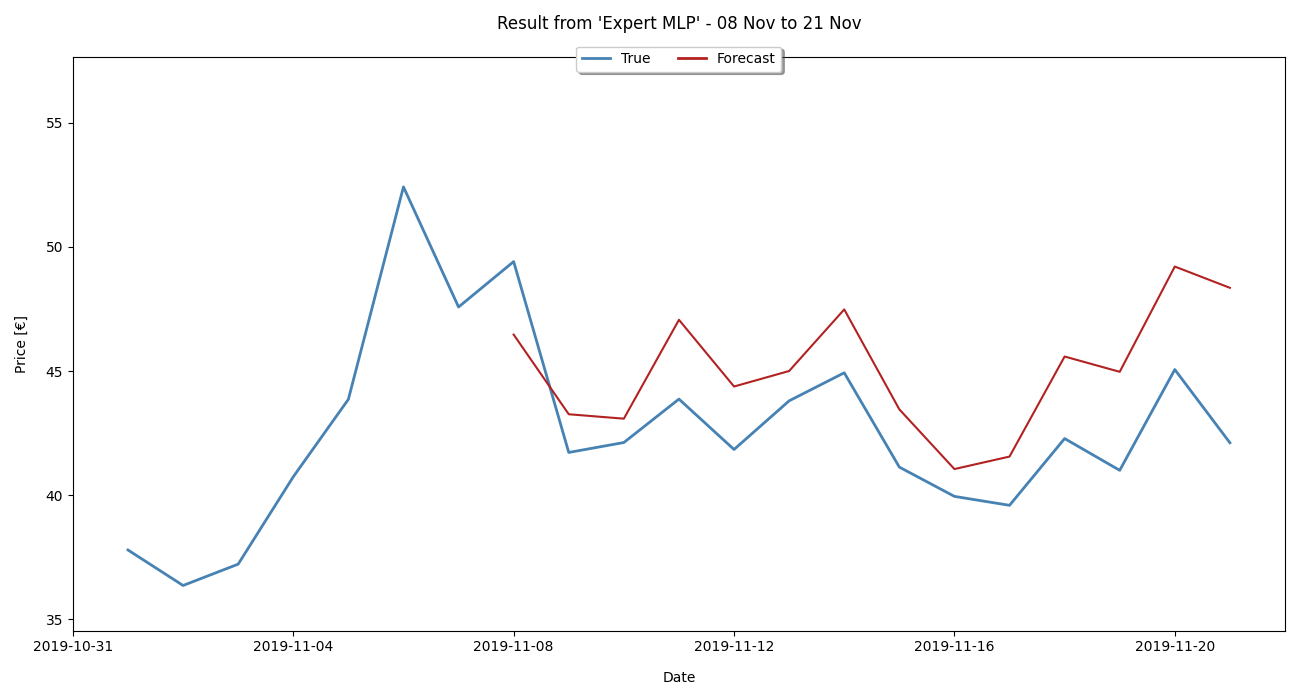 Result from 'Expert MLP' - 08 Nov to 21 Nov
True
Forecast
55
50
45
40
35
Price [€]
2019-10-31
2019-11-04
2019-11-08
2019-11-12
2019-11-16
2019-11-20
Date